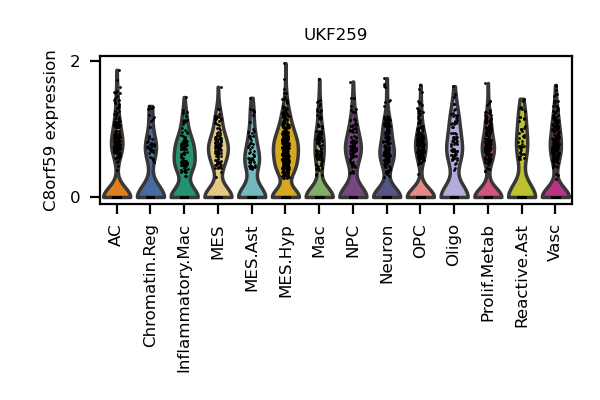 UKF259
C8orf59 expression
2
0
AC
Chromatin.Reg
Inflammatory.Mac
MES
MES.Ast
MES.Hyp
Mac
NPC
Neuron
OPC
Oligo
Prolif.Metab
Reactive.Ast
Vasc